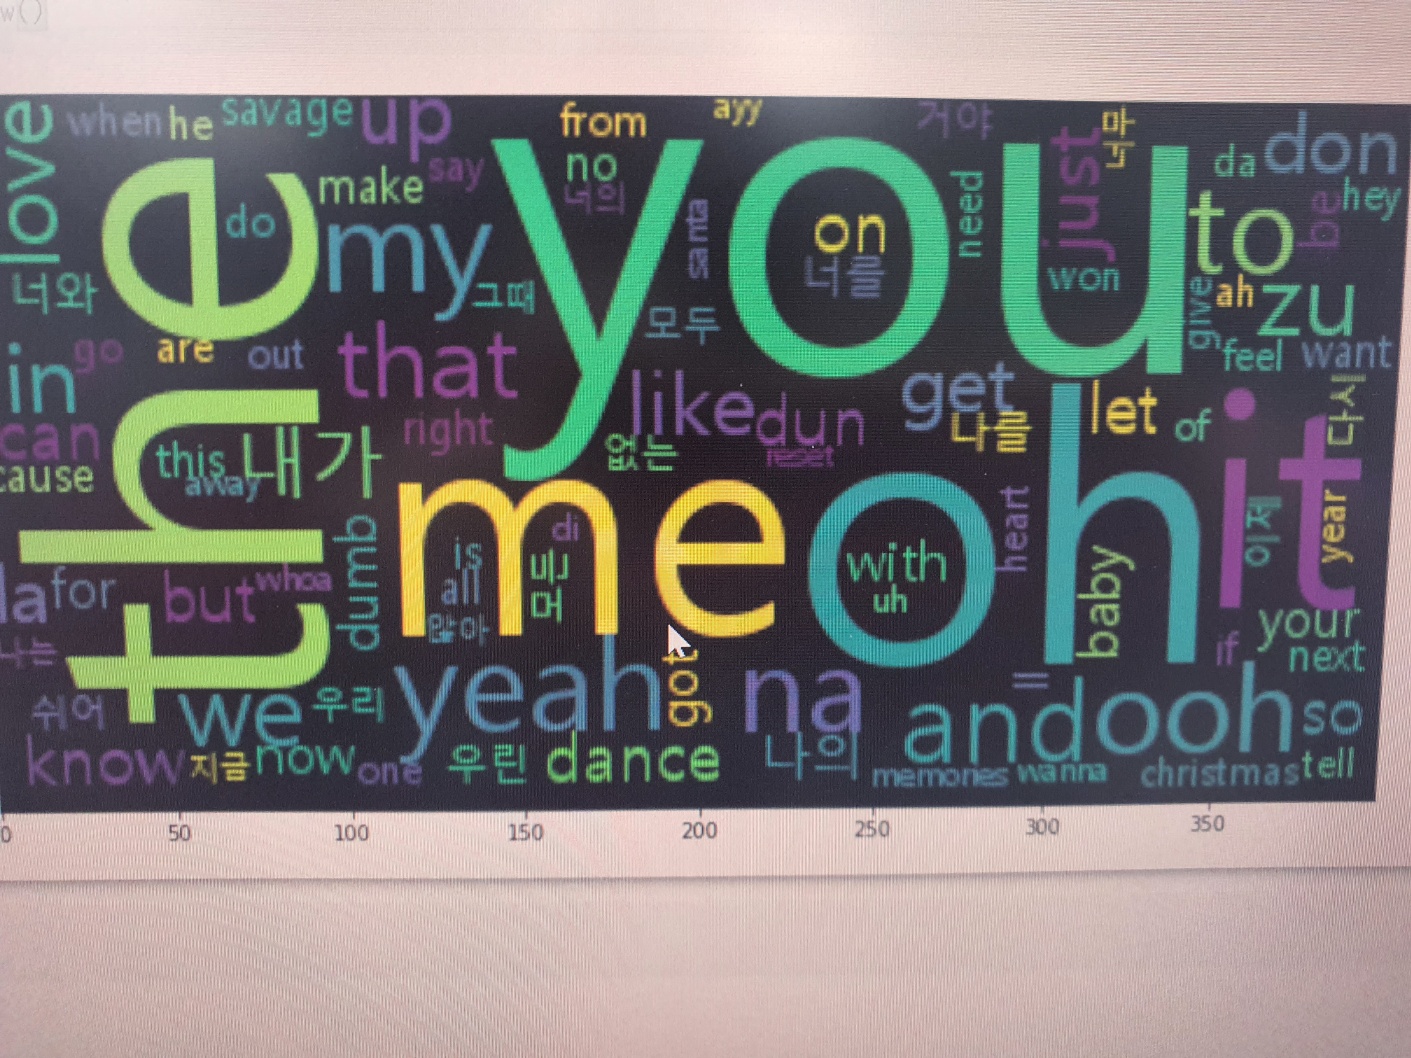 w()
love
when
he
savage
up
from
ayy
거야
just
don
da
hey
be
make
say
no
너의
the
do
my
santa
you
on
너를
need
won
to
give
ah
zu
너와
그때
모두
in
go
are
out
that
like
dun
get
나를
let
of
feel
want
다시
can
right
없는
reset
cause
this
away
내가
me
oh
it
heart
이제
year
is
di
all
with
uh
baby
la
for
but
whoa
dumb
않아
나는
your
if
next
쉬어
we
우리
yeah
got
na
and
ooh
so
know
지금
now
one
우린
dance
나의
memories
wanna
christmas
tell
0 50 100 150 200 250 300 350